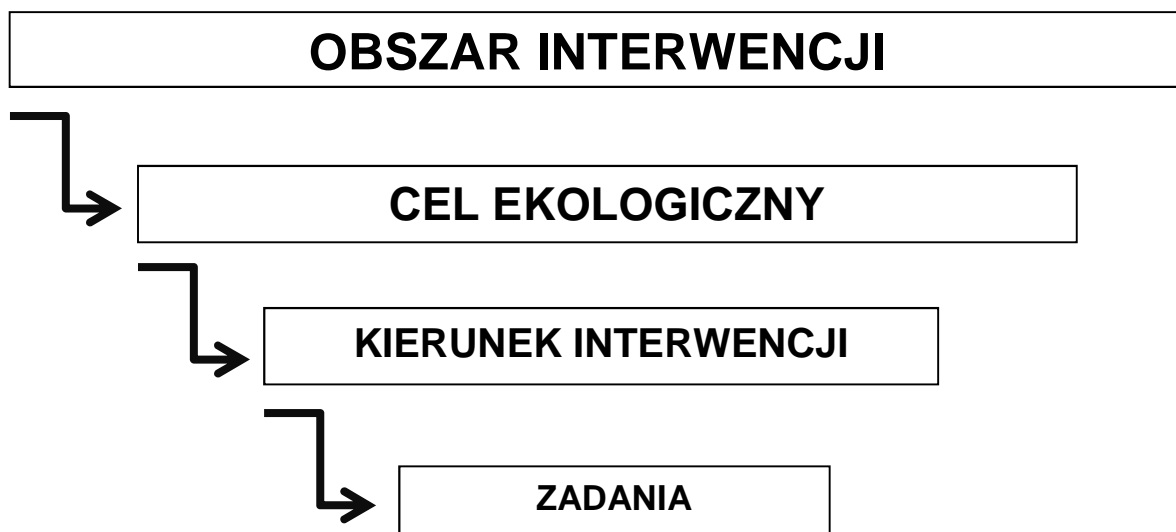 OBSZAR INTERWENCJI
CEL EKOLOGICZNY
KIERUNEK INTERWENCJI
ZADANIA